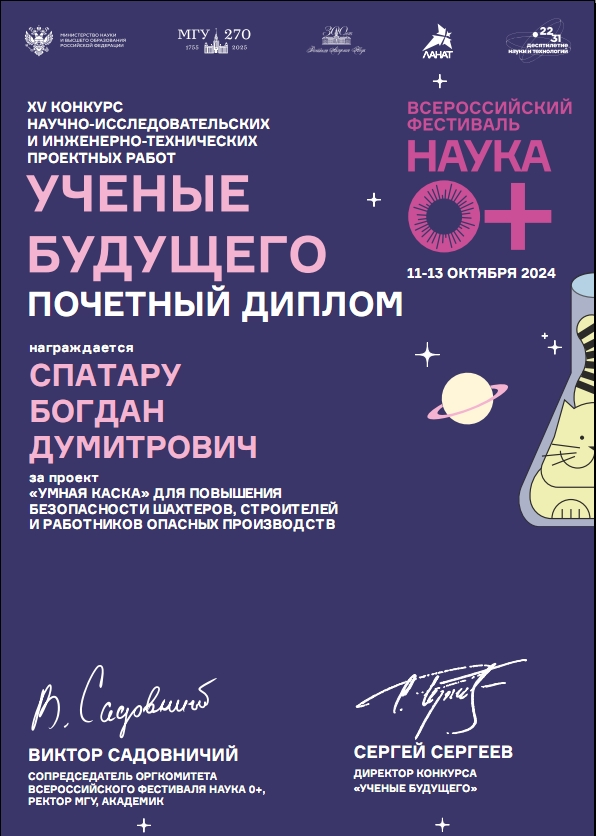 МИНИСТЕРСТВО НАУКИ
И ВЫСШЕГО ОБРАЗОВАНИЯ
РОССИЙСКОЙ ФЕДЕРАЦИИ
МГУ 270
1755 2025
ЛАНАТ
22
31
десятилетие
науки и технологий
XV КОНКУРС
НАУЧНО-ИССЛЕДОВАТЕЛЬСКИХ
И ИНЖЕНЕРНО-ТЕХНИЧЕСКИХ
ПРОЕКТНЫХ РАБОТ
УЧЕНЫЕ
БУДУЩЕГО
ПОЧЕТНЫЙ ДИПЛОМ
ВСЕРОССИЙСКИЙ
ФЕСТИВАЛЬ
НАУКА
0+
11-13 ОКТЯБРЯ 2024
награждается
СПАТАРУ
БОГДАН
ДУМИТРОВИЧ
за проект
«УМНАЯ КАСКА» ДЛЯ ПОВЫШЕНИЯ
БЕЗОПАСНОСТИ ШАХТЕРОВ, СТРОИТЕЛЕЙ
И РАБОТНИКОВ ОПАСНЫХ ПРОИЗВОДСТВ
В. Садовничий
ВИКТОР САДОВНИЧИЙ
СОПРЕДСЕДАТЕЛЬ ОРГКОМИТЕТА
ВСЕРОССИЙСКОГО ФЕСТИВАЛЯ НАУКА 0+,
РЕКТОР МГУ, АКАДЕМИК
СЕРГЕЙ СЕРГЕЕВ
ДИРЕКТОР КОНКУРСА
«УЧЕНЫЕ БУДУЩЕГО»